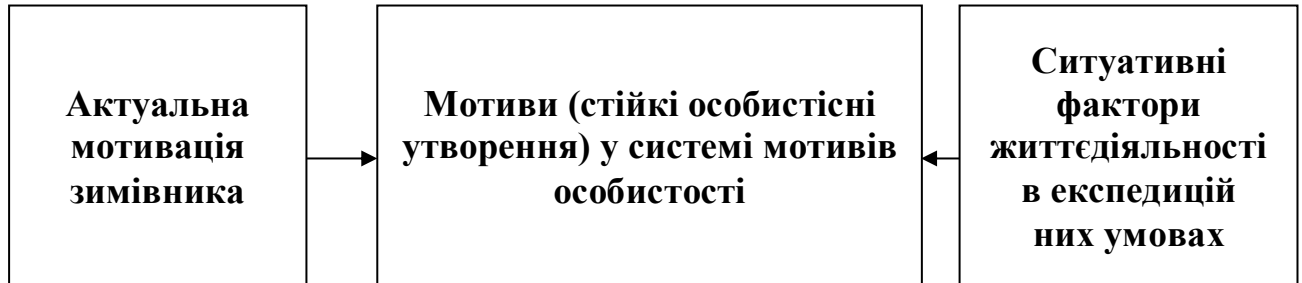 Актуальна
мотивація
зимівника
Мотиви (стійкі особистісні
утворення) у системі мотивів
особистості
Ситуативні
фактори
життєдіяльності
в експедицій
них умовах